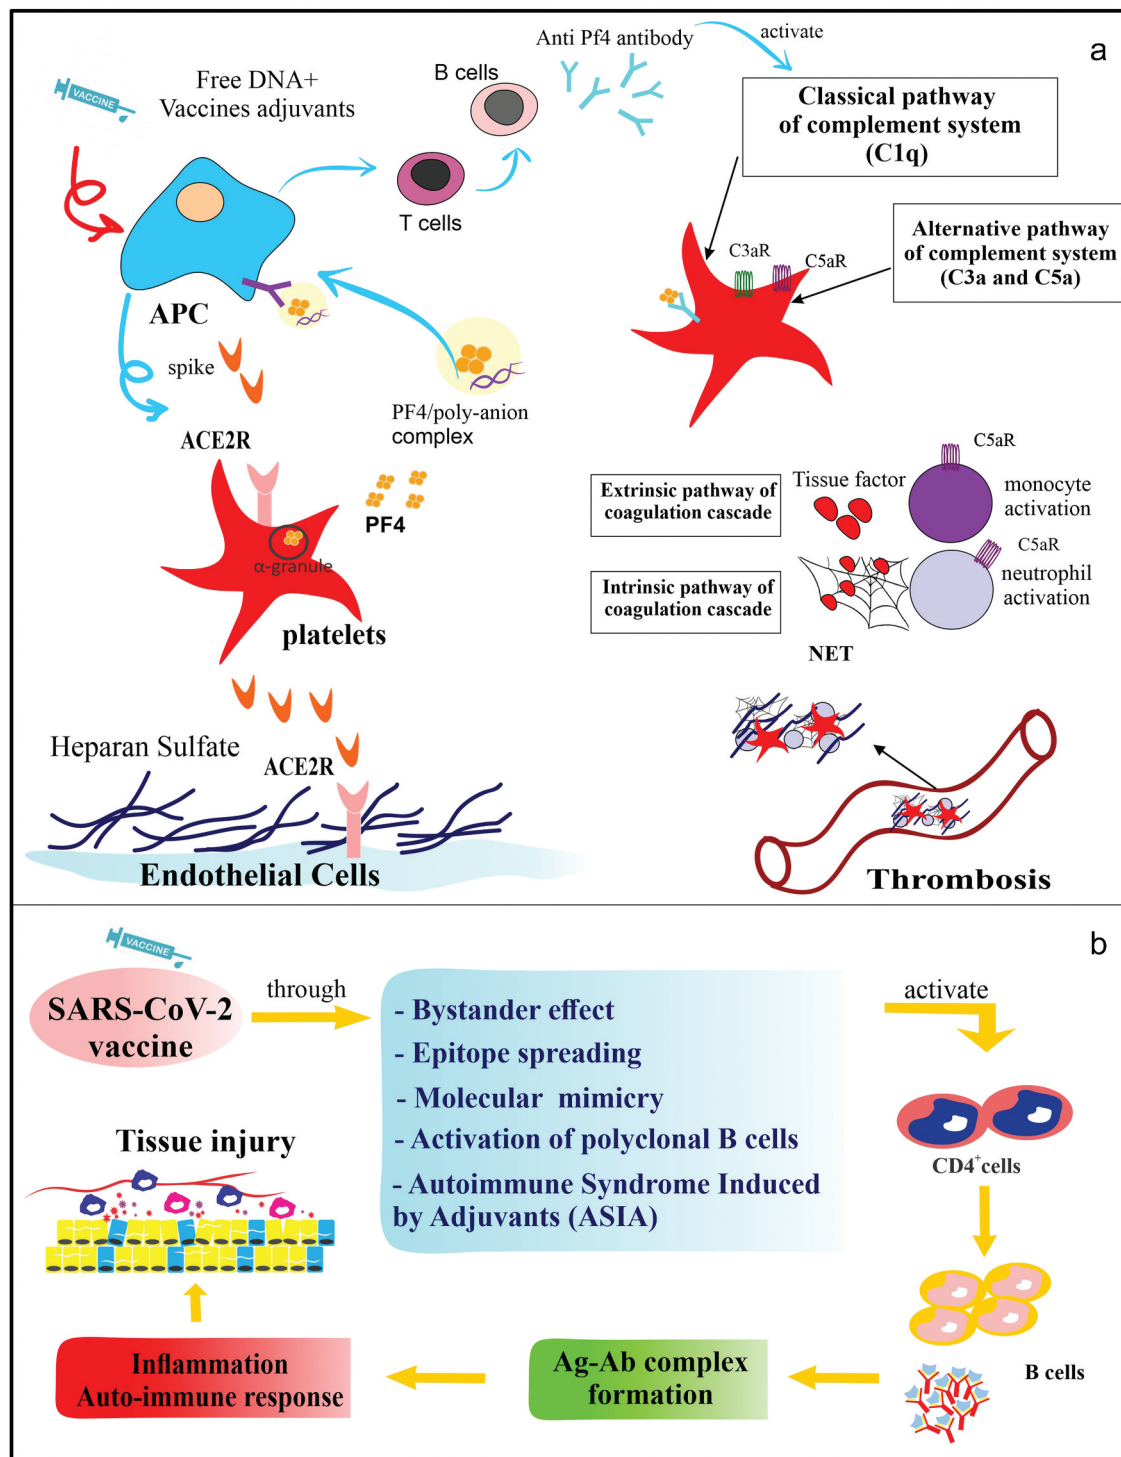 a
VACCINE
Free DNA+
Vaccines adjuvants
B cells
Anti Pf4 antibody
activate
T cells
APC
Classical pathway
of complement system
(C1q)
Alternative pathway
of complement system
(C3a and C5a)
C3aR
C5aR
spike
PF4/poly-anion
complex
ACE2R
PF4
α-granule
platelets
Extrinsic pathway of
coagulation cascade
Tissue factor
C5aR
monocyte
activation
Intrinsic pathway of
coagulation cascade
C5aR
neutrophil
activation
NET
Heparan Sulfate
ACE2R
Endothelial Cells
Thrombosis
b
VACCINE
SARS-CoV-2
vaccine
through
- Bystander effect
- Epitope spreading
- Molecular mimicry
- Activation of polyclonal B cells
- Autoimmune Syndrome Induced
by Adjuvants (ASIA)
activate
CD4+cells
B cells
Ag-Ab complex
formation
Inflammation
Auto-immune response
Tissue injury